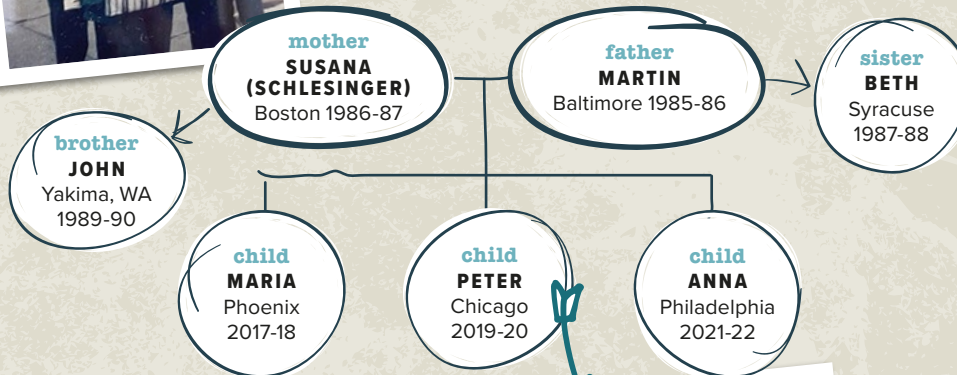 mother
SUSANA
(SCHLESINGER)
Boston 1986-87
father
MARTIN
Baltimore 1985-86
sister
BETH
Syracuse
1987-88
brother
JOHN
Yakima, WA
1989-90
child
MARIA
Phoenix
2017-18
child
PETER
Chicago
2019-20
child
ANNA
Philadelphia
2021-22